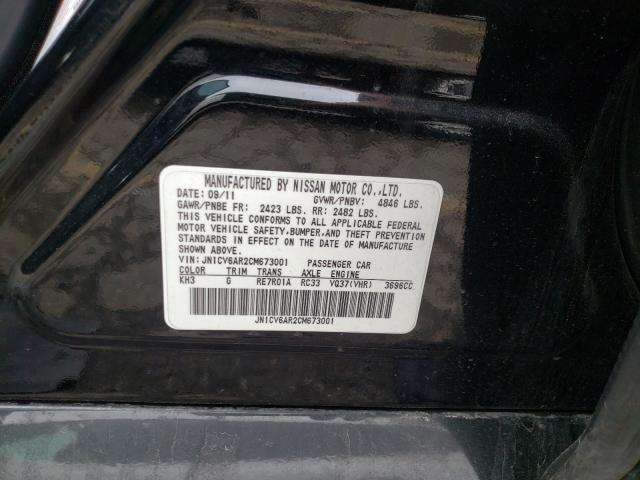 MANUFACTURED BY NISSAN MOTOR CO.,LTD.
DATE: 09/11 GVWR/PNBV: 4846 LBS.
GAWR/PNBE FR: 2423 LBS. RR: 2482 LBS.
THIS VEHICLE CONFORMS TO ALL APPLICABLE FEDERAL
MOTOR VEHICLE SAFETY, BUMPER, AND THEFT PREVENTION
STANDARDS IN EFFECT ON THE DATE OF MANUFACTURE
SHOWN ABOVE.
VIN: JN1CV6AR2CM673001 PASSENGER CAR
COLOR TRIM TRANS AXLE ENGINE
KH3 G RE7R01A RC33 VQ37(VHR) 3696CC
JN1CV6AR2CM673001